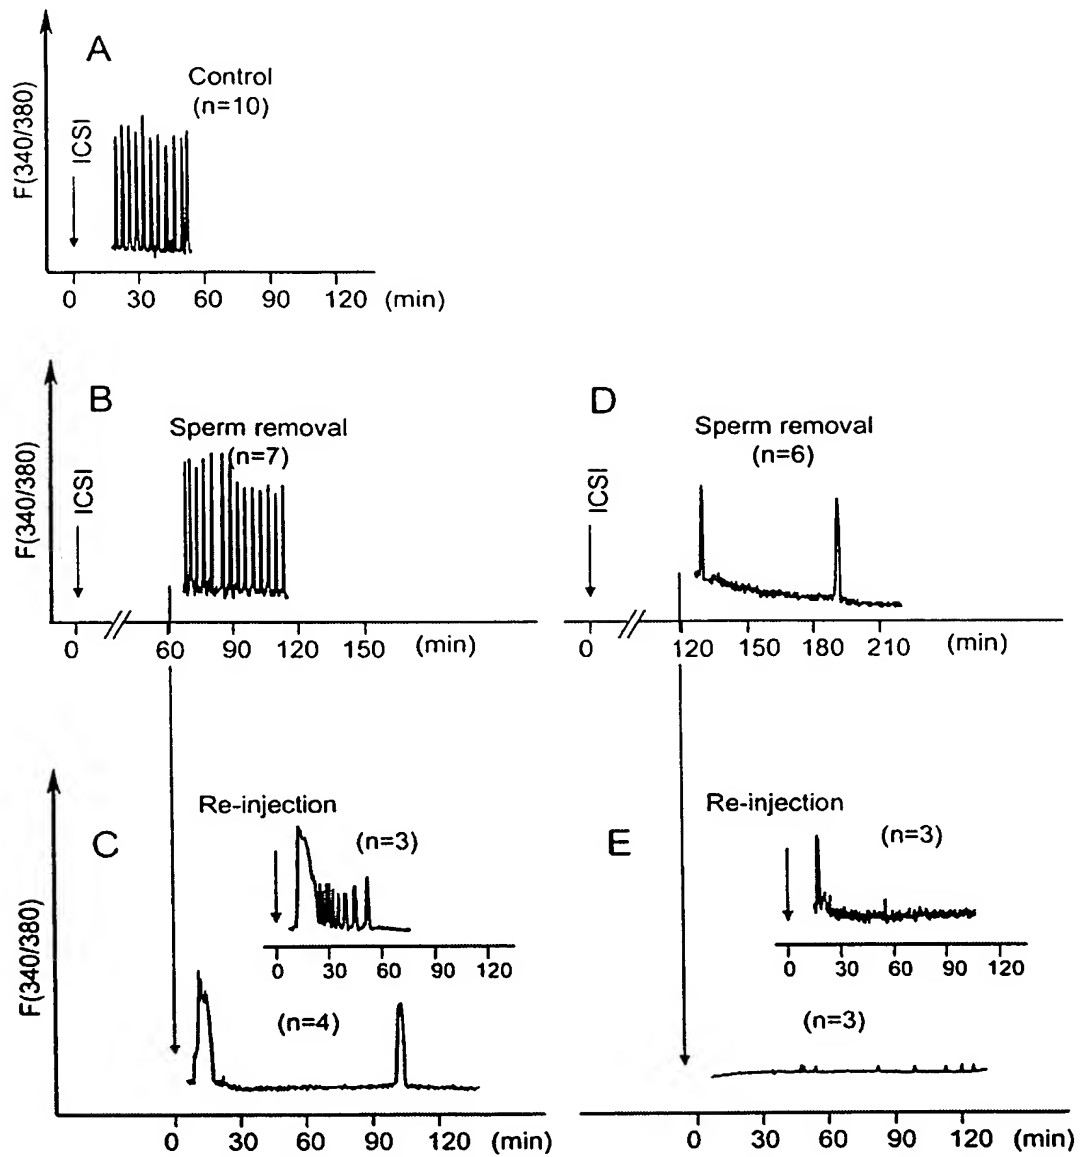 A
Control
(n=10)
F(340/380)
ICSI
0 30 60 90 120 (min)
B
Sperm removal
(n=7)
F(340/380)
ICSI
0 60 90 120 150 (min)
D
Sperm removal
(n=6)
ICSI
0 120 150 180 210 (min)
C
Re-injection
(n=3)
0 30 60 90 120
F(340/380)
(n=4)
0 30 60 90 120 (min)
E
Re-injection
(n=3)
0 30 60 90 120
(n=3)
0 30 60 90 120 (min)